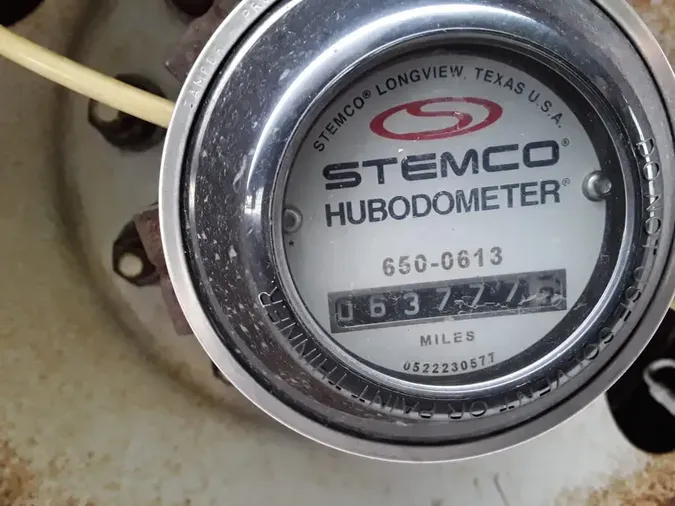 STEMCO® LONGVIEW, TEXAS U.S.A.
STEMCO®
HUBODOMETER®
650-0613
063777
MILES
0522230577
DO NOT USE SOLVENT OR PAINT THINNER